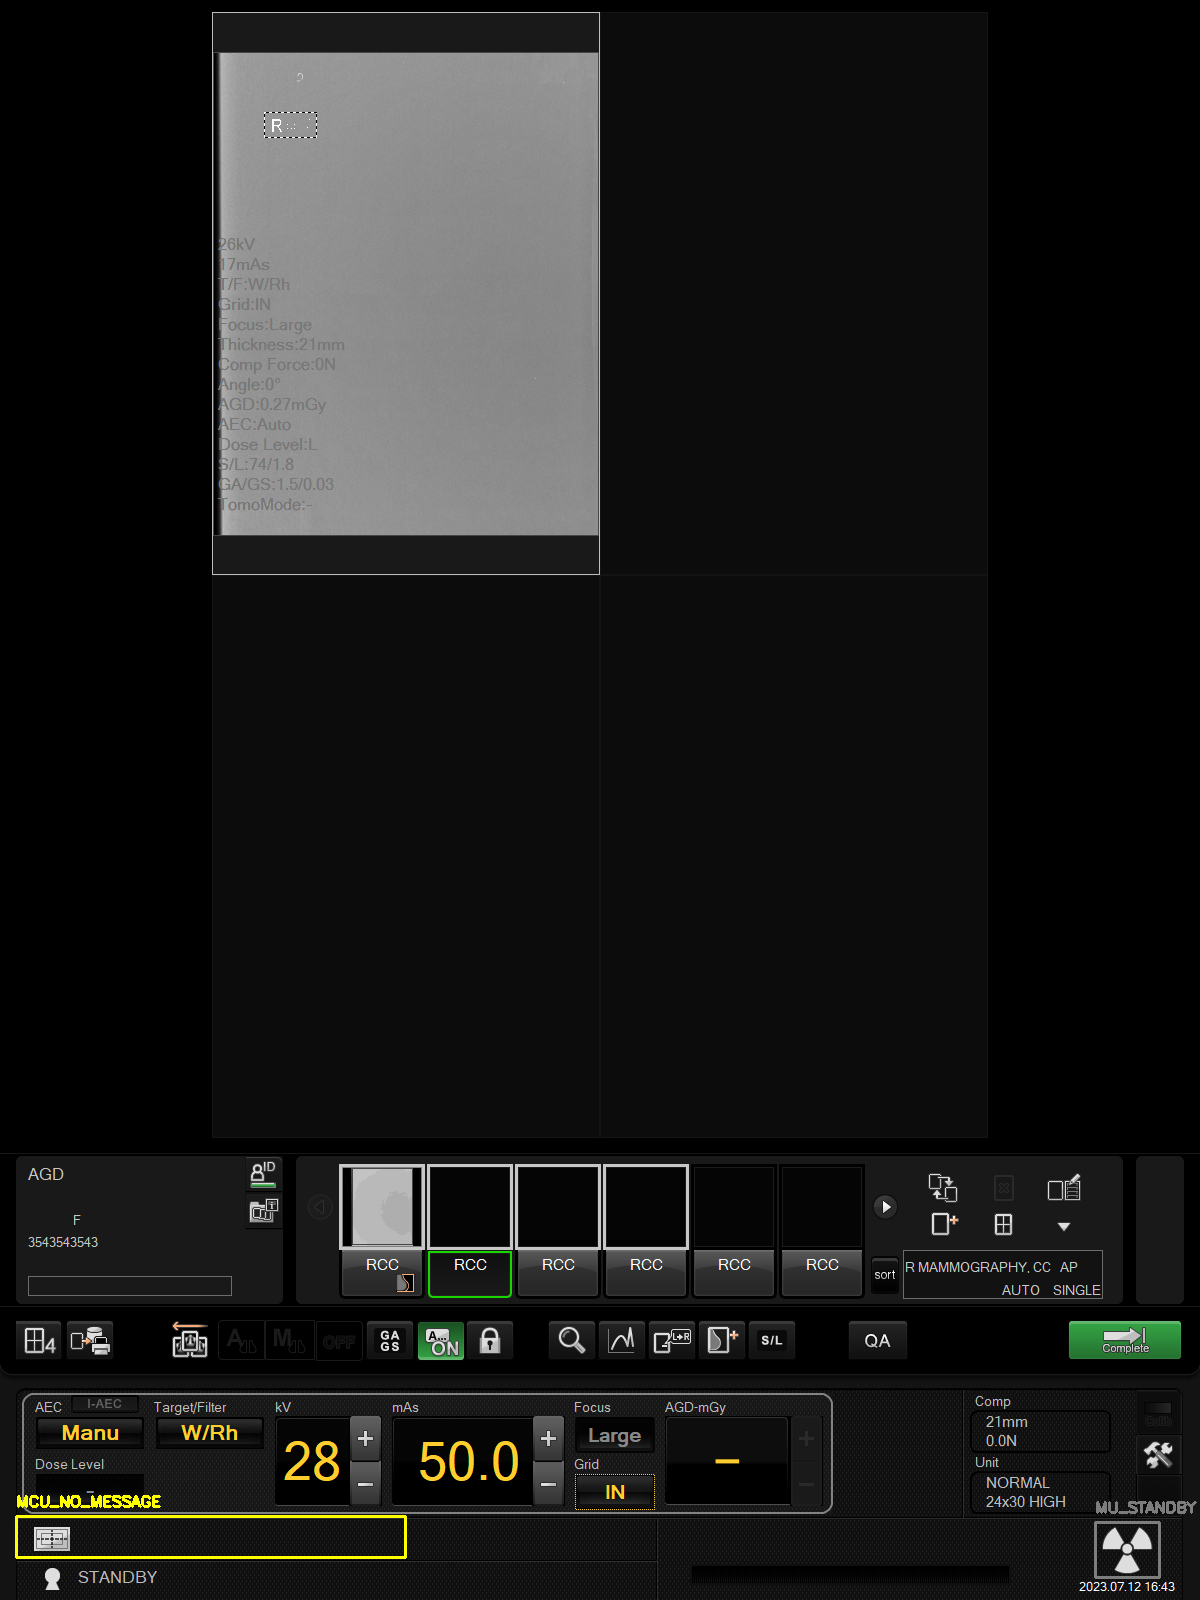 R
26kV
17mAs
T/F:W/Rh
Grid:IN
Focus:Large
Thickness:21mm
Comp Force:0N
Angle:0°
AGD:0.27mGy
AEC:Auto
Dose Level:L
S/L:74/1.8
GA/GS:1.5/0.03
TomoMode:-
AGD
F
3543543543
ID
RCC
RCC
RCC
RCC
RCC
RCC
sort
R MAMMOGRAPHY, CC AP
AUTO SINGLE
4
A
M
OFF
GA
GS
A...
ON
L↔R
S/L
QA
Complete
AEC
I-AEC
Manu
Dose Level
-
Target/Filter
W/Rh
kV
28
+
-
mAs
50.0
+
-
Focus
Large
Grid
IN
AGD-mGy
-
+
-
Comp
21mm
0.0N
Unit
NORMAL
24x30 HIGH
MCU_NO_MESSAGE
MU_STANDBY
STANDBY
2023.07.12 16:43